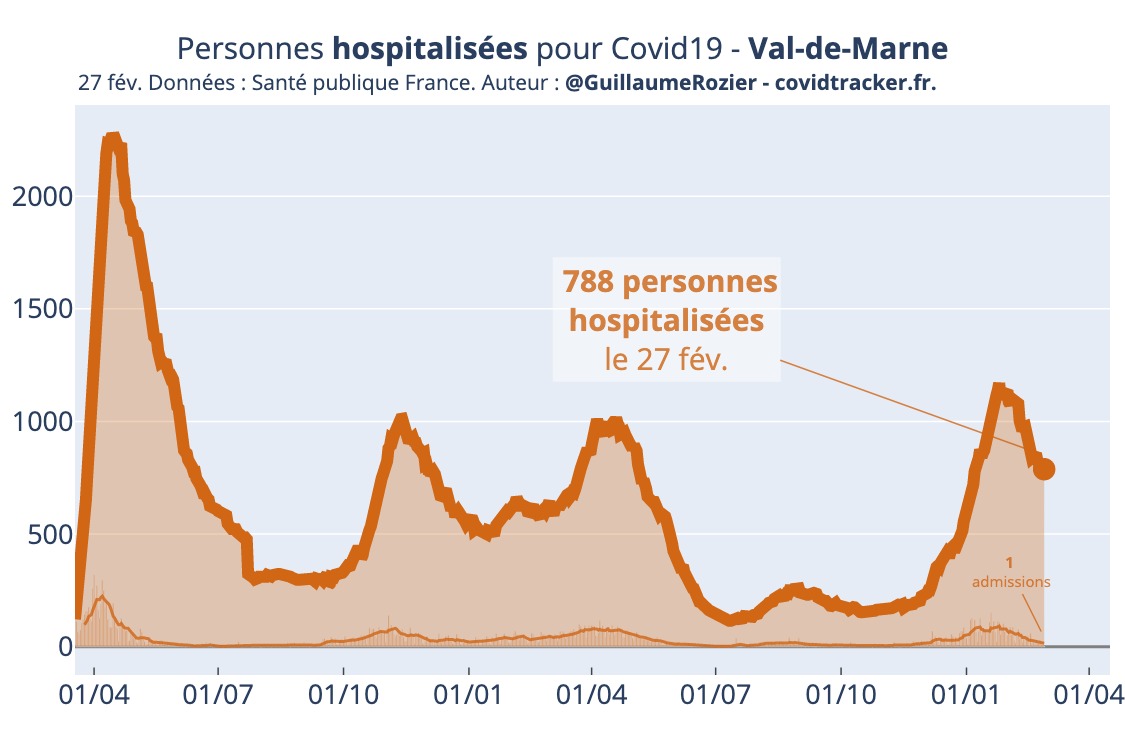 Personnes hospitalisées pour Covid19 - Val-de-Marne
27 fév. Données : Santé publique France. Auteur : @GuillaumeRozier - covidtracker.fr.
2000
1500
1000
500
0
788 personnes
hospitalisées
le 27 fév.
1
admissions
01/04 01/07 01/10 01/01 01/04 01/07 01/10 01/01 01/04